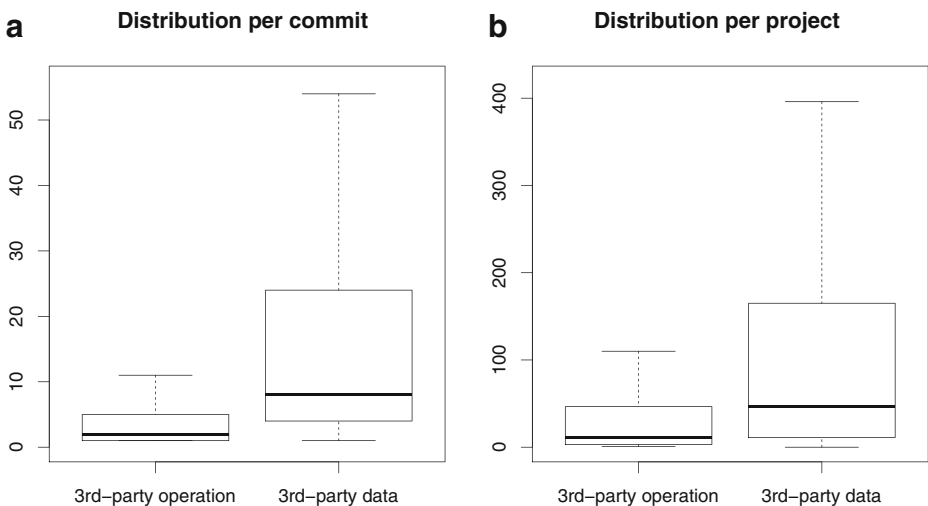 a Distribution per commit
50
40
30
20
10
0
3rd−party operation 3rd−party data
b Distribution per project
400
300
200
100
0
3rd−party operation 3rd−party data